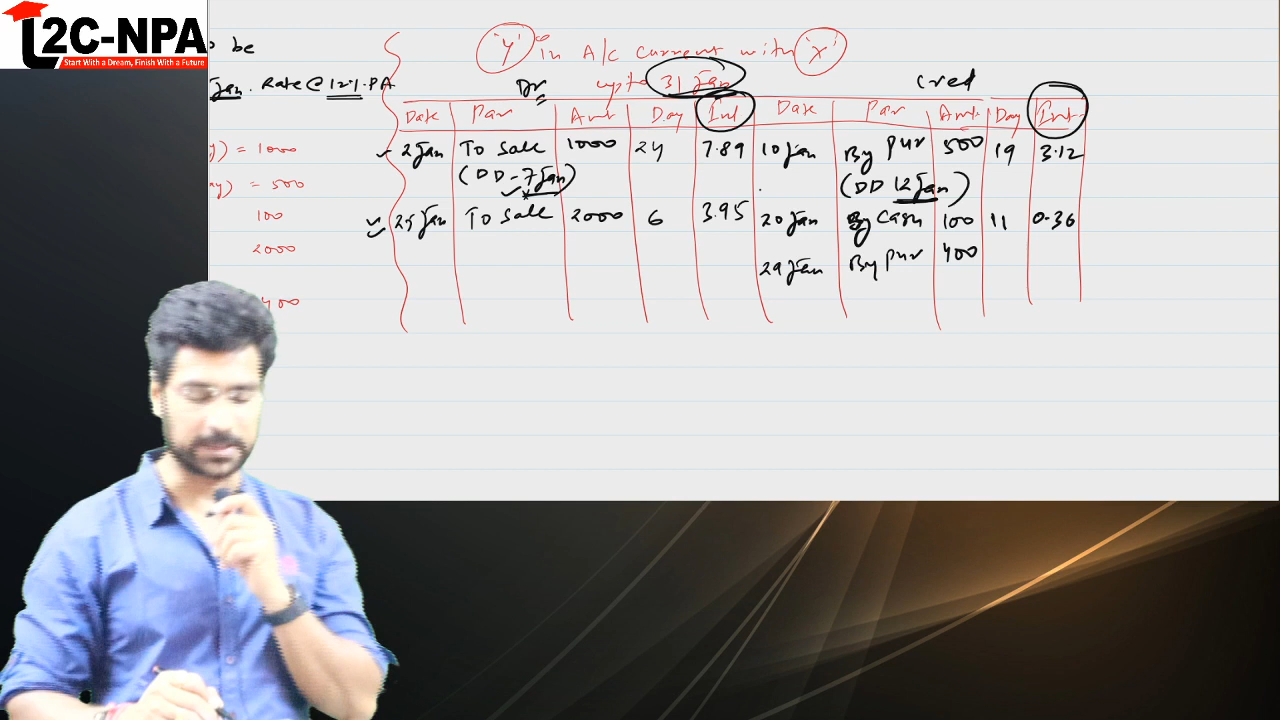 L2C-NPA
Start With a Dream, Finish With a Future
be
Jan. Rate @ 12% PA
= 1000
= 500
100
2000
400
'Y' in A/c current with 'X'
Dr upto 31 Jan Cred
Date Par Amt Day Int Date Par Amt Day Int
2 Jan To Sale 1000 24 7.89 10 Jan By pur 500 19 3.12
(DD - 7 Jan) (DD 12 Jan)
25 Jan To Sale 2000 6 3.95 20 Jan By Cash 100 11 0.36
29 Jan By pur 400